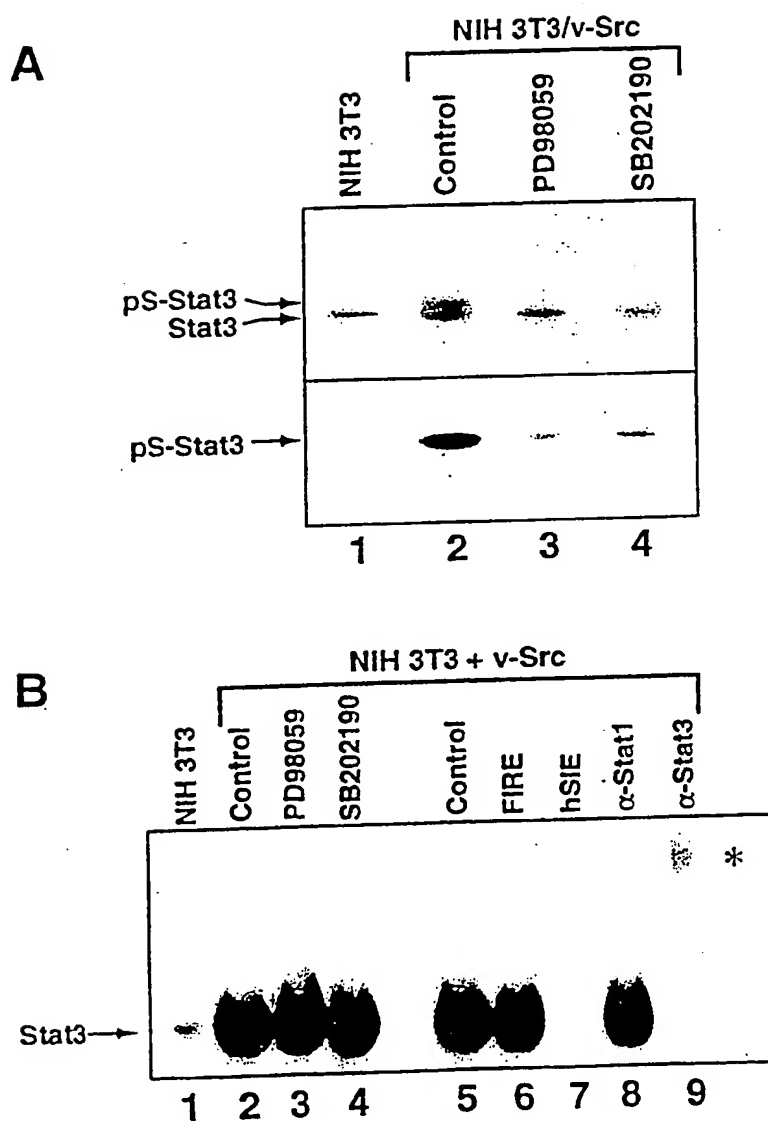 A
NIH 3T3/v-Src
NIH 3T3
Control
PD98059
SB202190
pS-Stat3
Stat3
pS-Stat3
1 2 3 4
B
NIH 3T3 + v-Src
NIH 3T3
Control
PD98059
SB202190
Control
FIRE
hSIE
α-Stat1
α-Stat3
*
Stat3
1 2 3 4 5 6 7 8 9